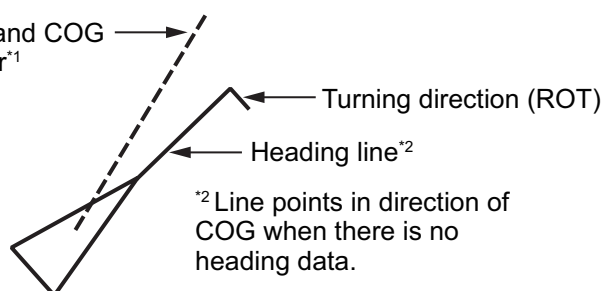 and COG
r*1
Turning direction (ROT)
Heading line*2
*2 Line points in direction of
COG when there is no
heading data.